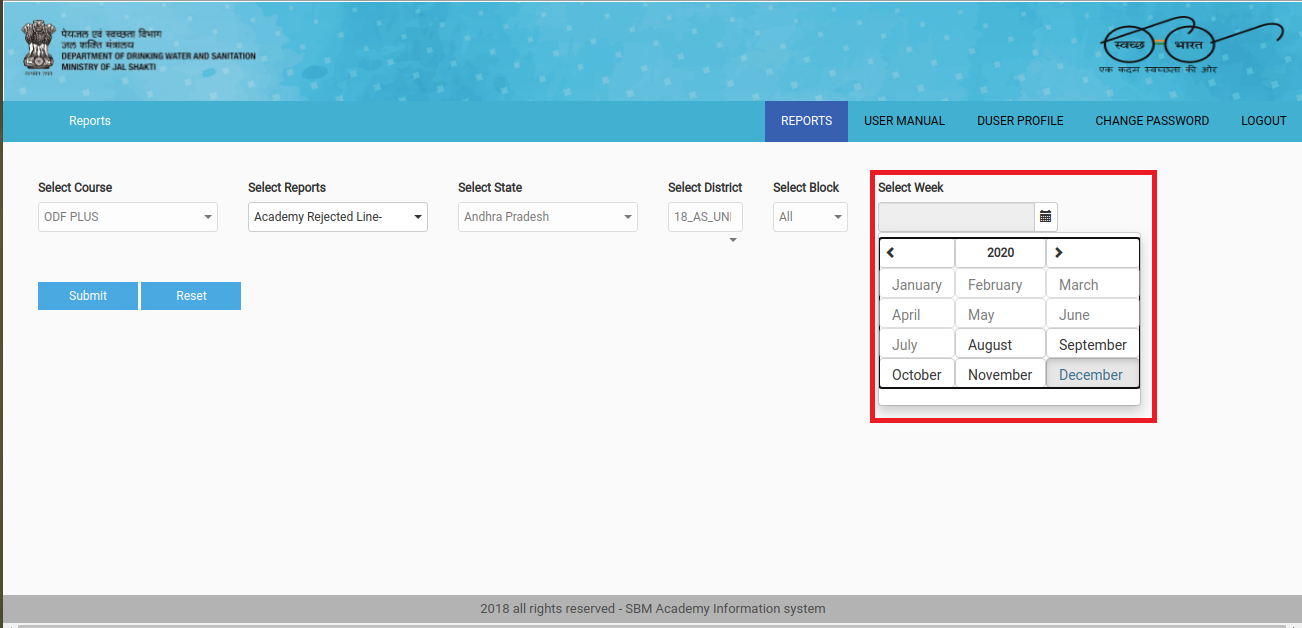 पेयजल एवं स्वच्छता विभाग
जल शक्ति मंत्रालय
DEPARTMENT OF DRINKING WATER AND SANITATION
MINISTRY OF JAL SHAKTI
स्वच्छ भारत
एक कदम स्वच्छता की ओर
Reports REPORTS USER MANUAL DUSER PROFILE CHANGE PASSWORD LOGOUT
Select Course Select Reports Select State Select District Select Block Select Week
ODF PLUS Academy Rejected Line- Andhra Pradesh 18_AS_UNI All
2020
January February March
April May June
July August September
October November December
Submit Reset
2018 all rights reserved - SBM Academy Information system